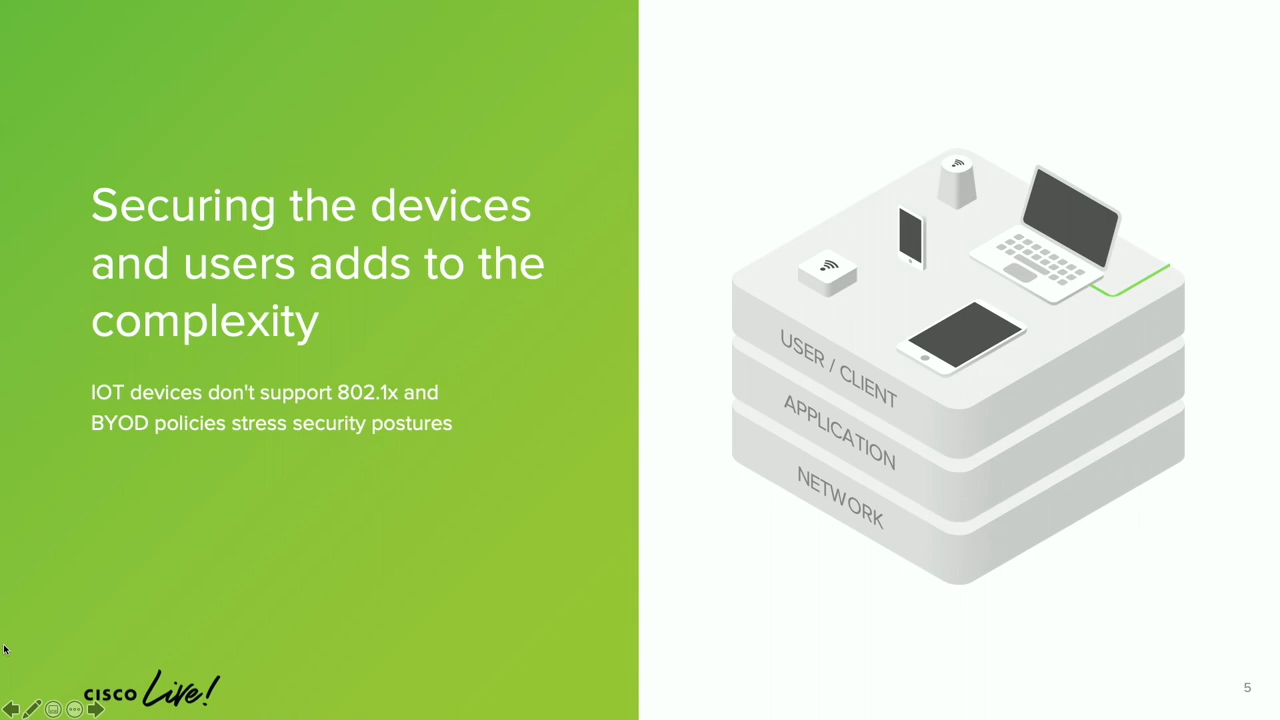 Securing the devices
and users adds to the
complexity
IOT devices don't support 802.1x and
BYOD policies stress security postures
USER / CLIENT
APPLICATION
NETWORK
CISCO Live!
5